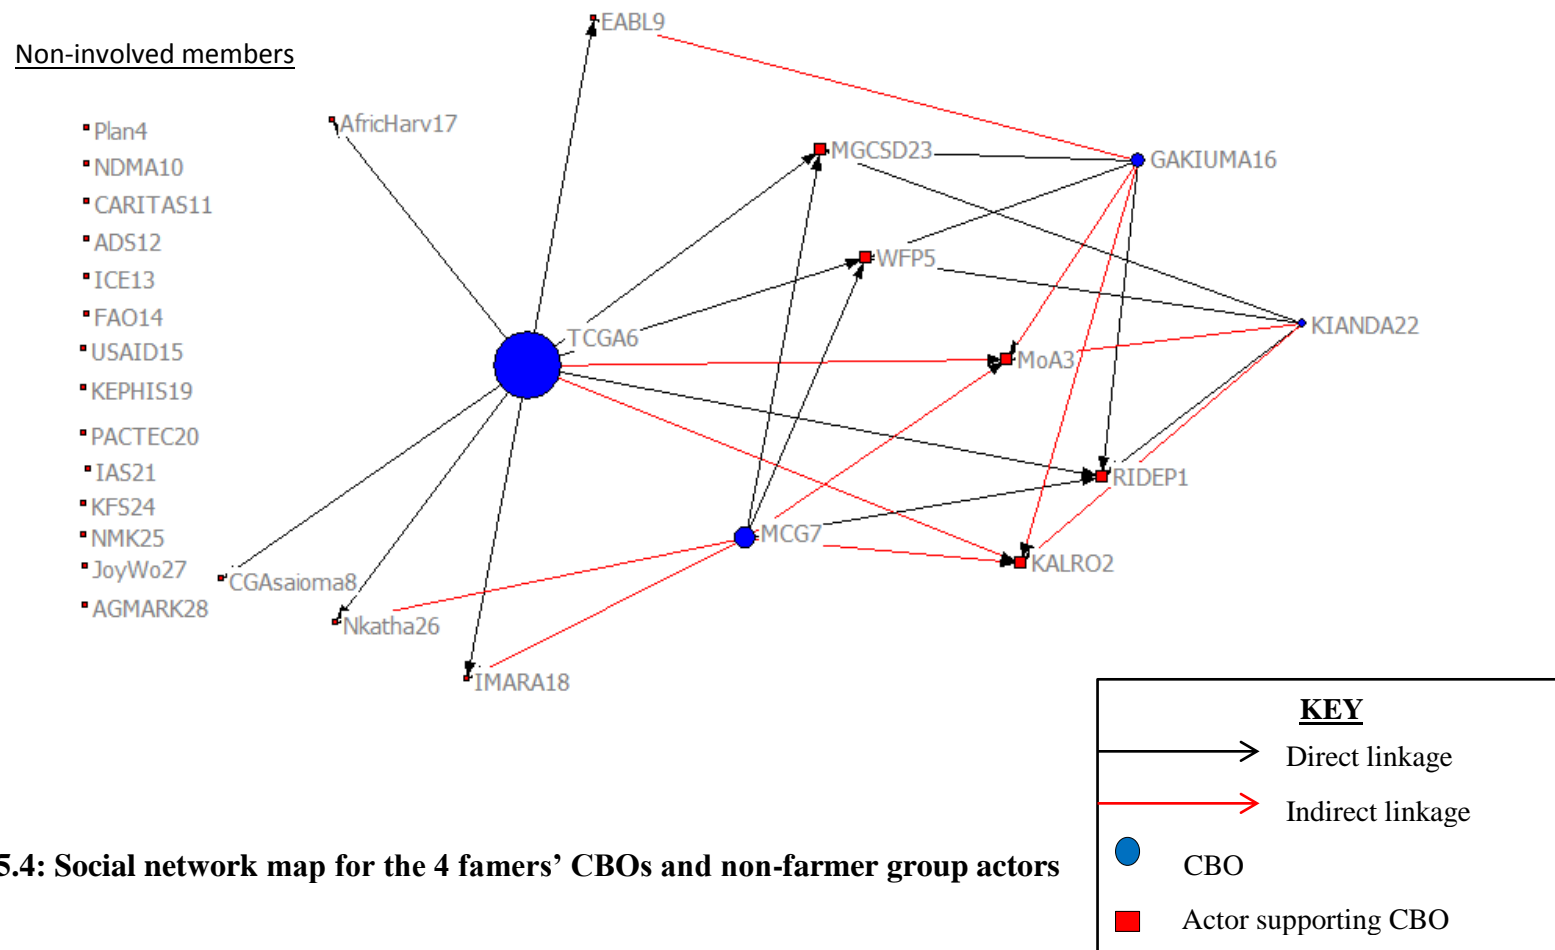 EABL9
Non-involved members
AfricHarv17
Plan4
MGCSD23
GAKIUMA16
NDMA10
CARITAS11
ADS12
WFP5
ICE13
FAO14
KIANDA22
TCGA6
USAID15
MoA3
KEPHIS19
PACTEC20
IAS21
RIDEP1
KFS24
NMK25
MCG7
JoyWo27
KALRO2
CGAsaioma8
AGMARK28
Nkatha26
IMARA18
KEY
Direct linkage
Indirect linkage
CBO
Actor supporting CBO
5.4: Social network map for the 4 famers’ CBOs and non-farmer group actors